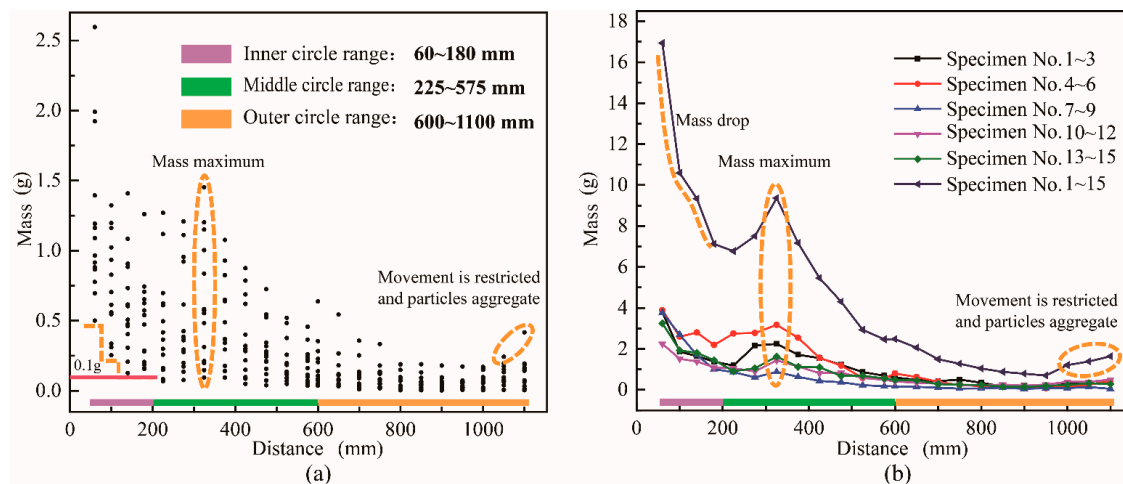 2.5
2.0
1.5
1.0
0.5
0.0
Mass (g)
Inner circle range： 60~180 mm
Middle circle range： 225~575 mm
Outer circle range： 600~1100 mm
Mass maximum
Movement is restricted
and particles aggregate
0.1g
0 200 400 600 800 1000
Distance (mm)
(a)
18
16
14
12
10
8
6
4
2
0
Mass (g)
Specimen No. 1~3
Specimen No. 4~6
Specimen No. 7~9
Specimen No. 10~12
Specimen No. 13~15
Specimen No. 1~15
Mass drop
Mass maximum
Movement is restricted
and particles aggregate
0 200 400 600 800 1000
Distance (mm)
(b)